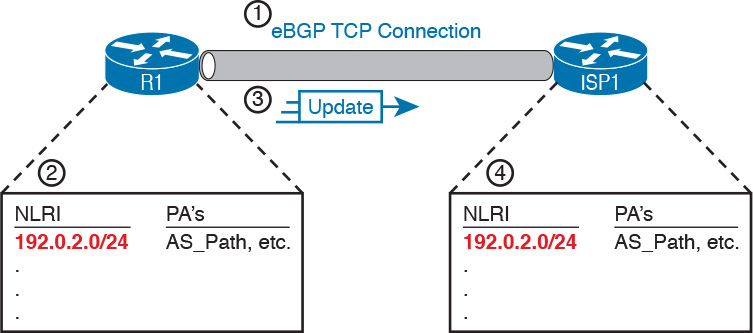 1
eBGP TCP Connection
R1
ISP1
3
Update
2
NLRI PA's
192.0.2.0/24 AS_Path, etc.
.
.
.
4
NLRI PA's
192.0.2.0/24 AS_Path, etc.
.
.
.